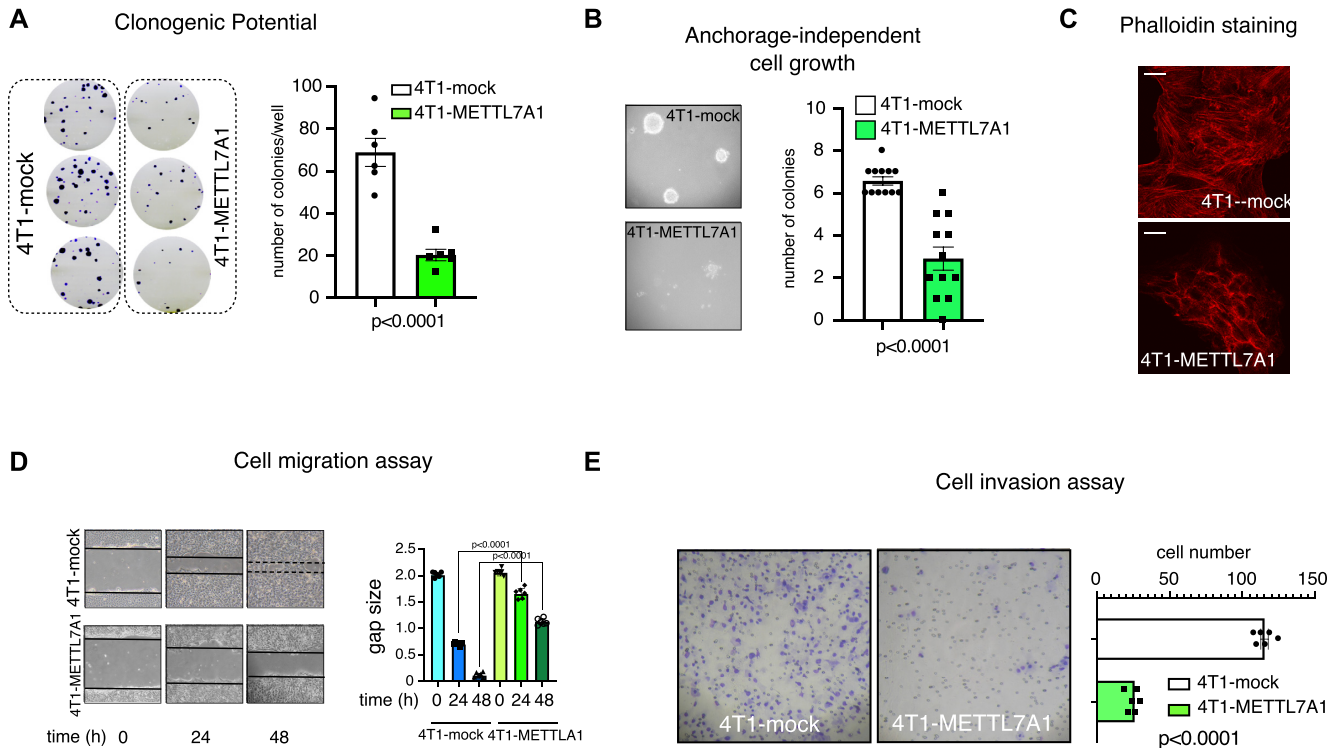 A
Clonogenic Potential
4T1-mock
4T1-METTL7A1
number of colonies/well
100
80
60
40
20
0
4T1-mock
4T1-METTL7A1
p<0.0001
B
Anchorage-independent
cell growth
4T1-mock
4T1-METTL7A1
number of colonies
10
8
6
4
2
0
4T1-mock
4T1-METTL7A1
p<0.0001
C
Phalloidin staining
4T1--mock
4T1-METTL7A1
D
Cell migration assay
4T1-mock
4T1-METTL7A1
time (h) 0 24 48
gap size
2.5
2.0
1.5
1.0
0.5
0
p<0.0001
p<0.0001
time (h) 0 24 48 0 24 48
4T1-mock 4T1-METTLA1
E
Cell invasion assay
4T1-mock
4T1-METTL7A1
cell number
0 50 100 150
4T1-mock
4T1-METTL7A1
p<0.0001